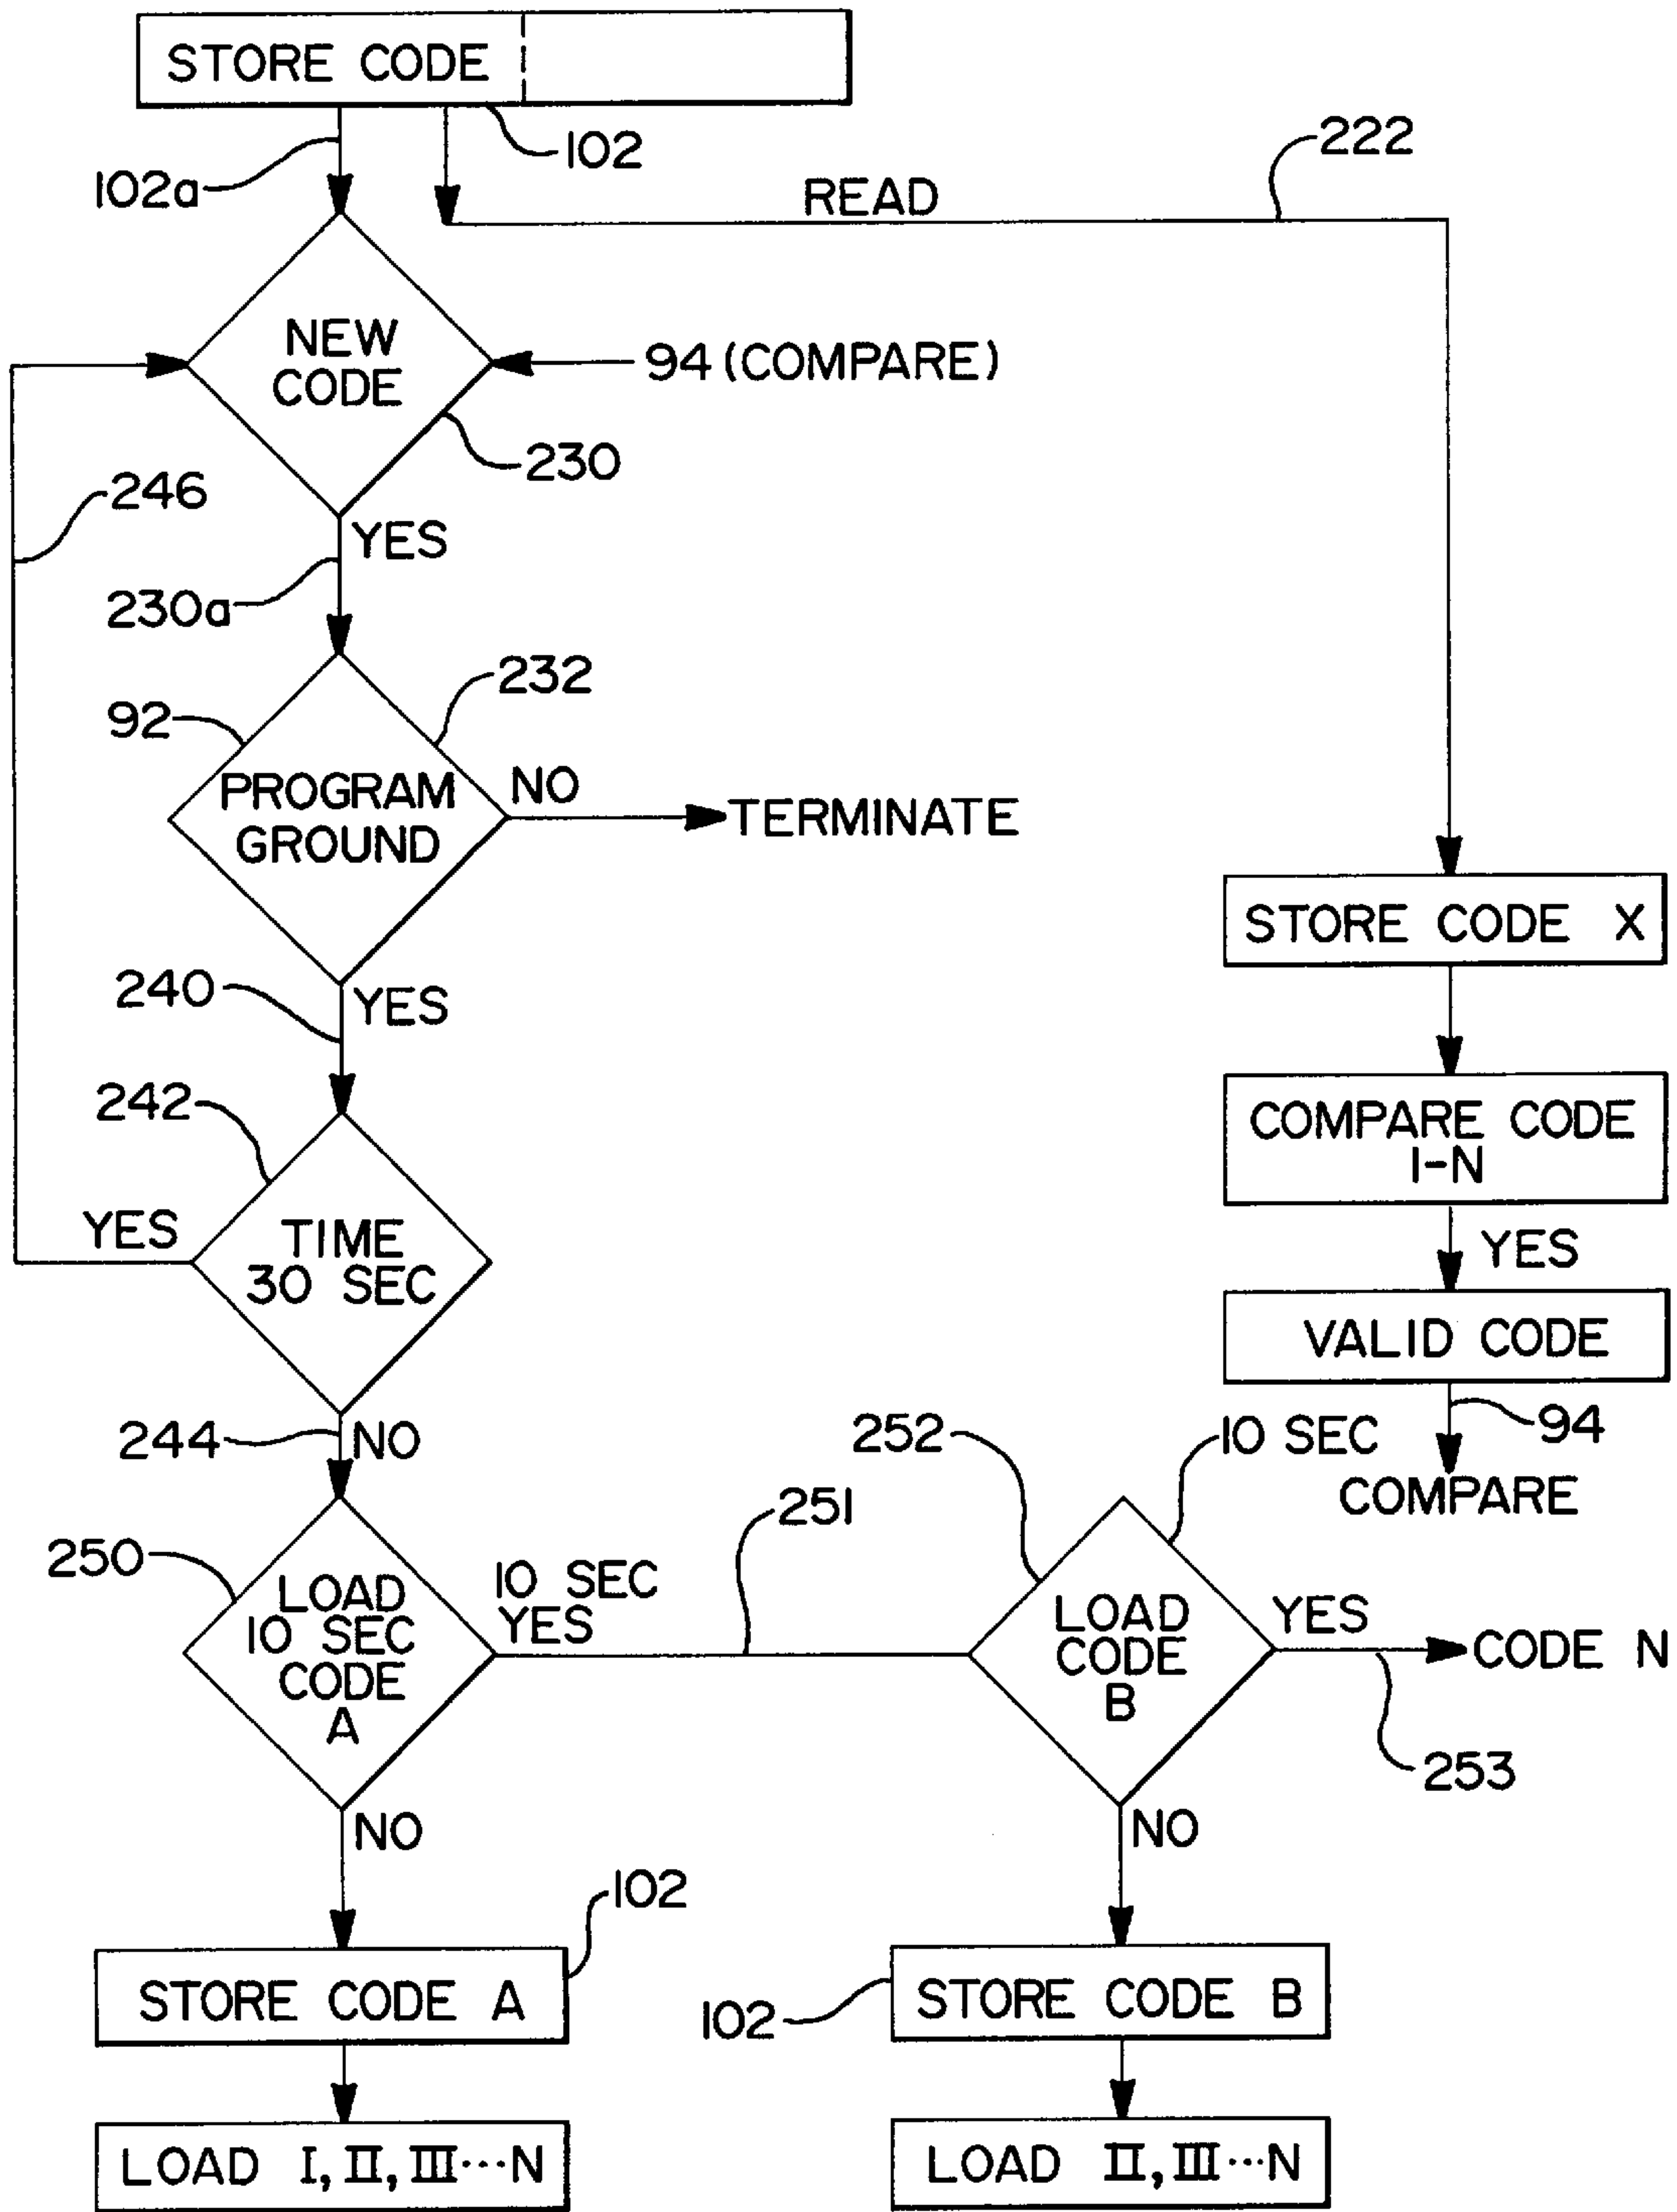 STORE CODE
102
102a
222
READ
NEW
CODE
94 (COMPARE)
230
246
YES
230a
232
92
PROGRAM
GROUND
NO
TERMINATE
STORE CODE X
240
YES
242
COMPARE CODE
1-N
YES
TIME
30 SEC
YES
VALID CODE
244
NO
252
10 SEC
94
COMPARE
250
LOAD
10 SEC
CODE
A
10 SEC
YES
251
LOAD
CODE
B
YES
CODE N
253
NO
NO
102
STORE CODE A
102
STORE CODE B
LOAD I, II, III···N
LOAD II, III···N